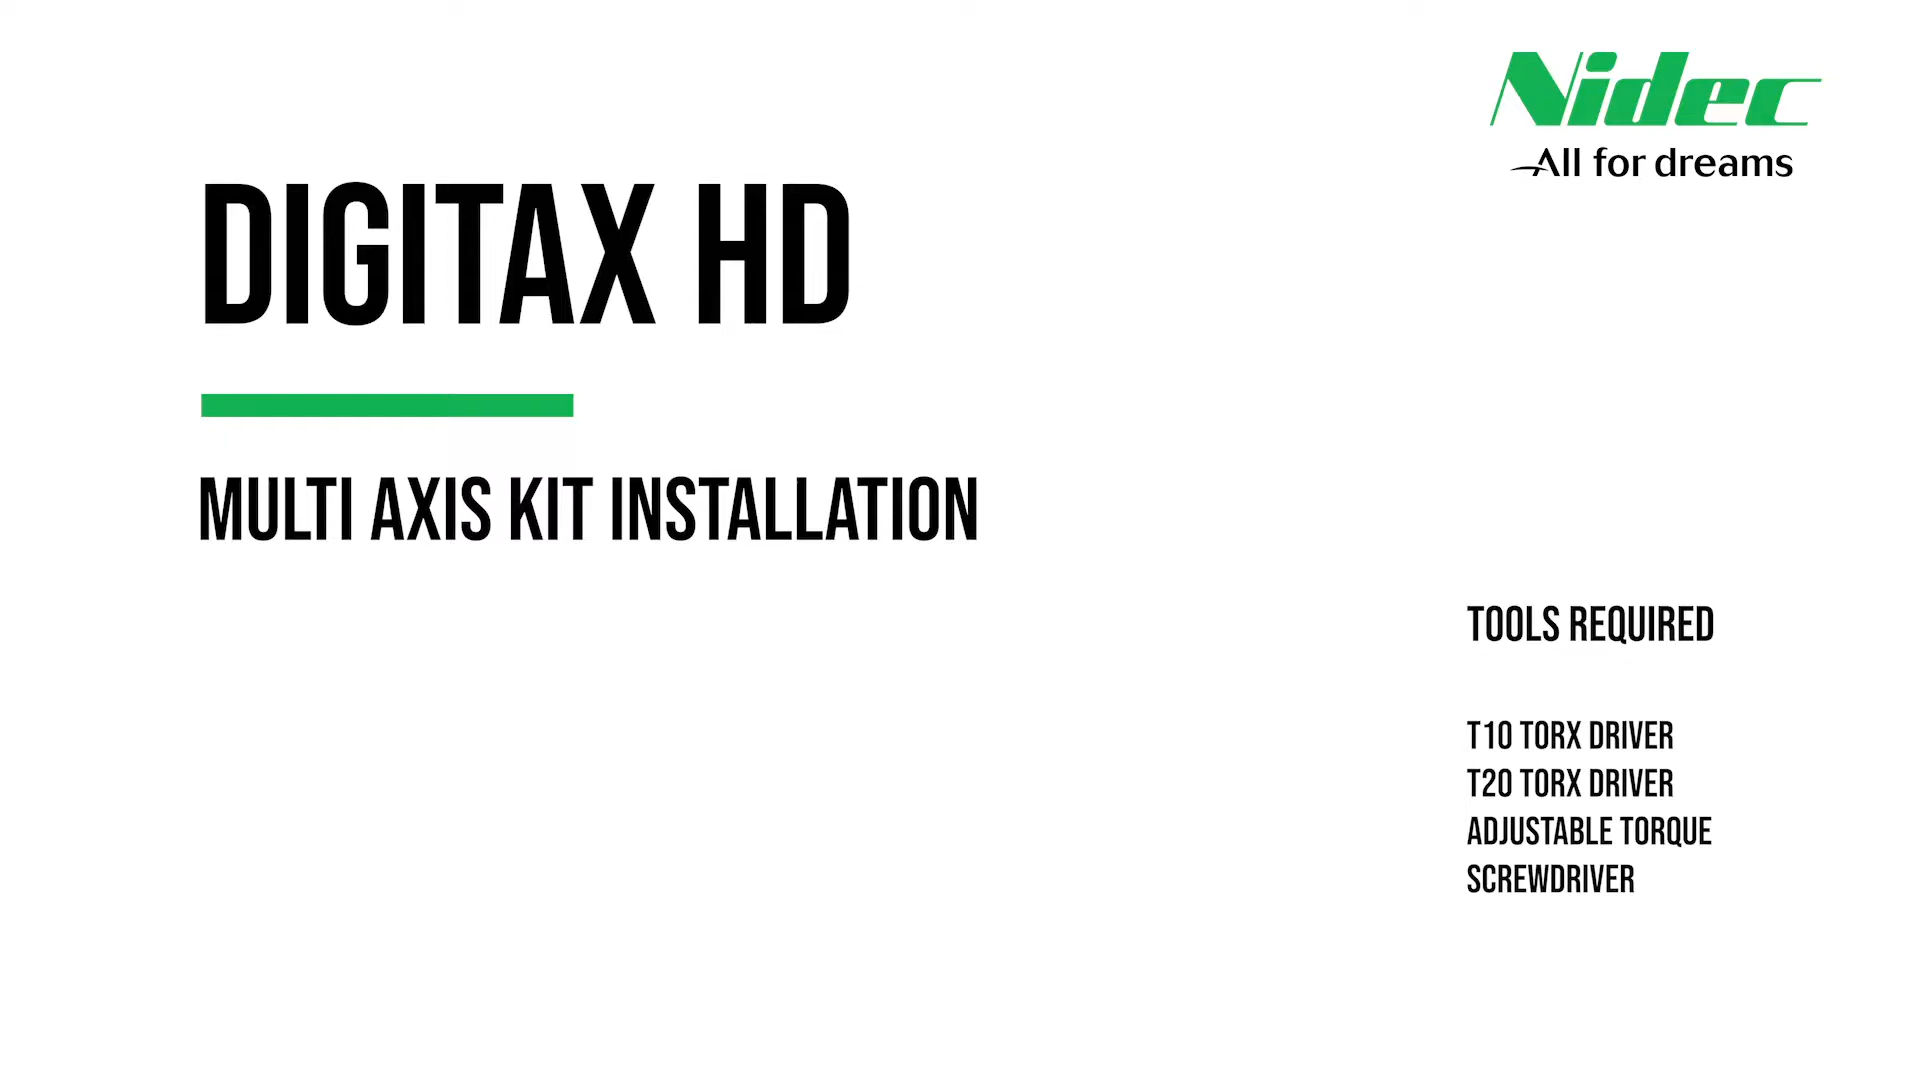 Nidec
All for dreams
DIGITAX HD
MULTI AXIS KIT INSTALLATION
TOOLS REQUIRED
T10 TORX DRIVER
T20 TORX DRIVER
ADJUSTABLE TORQUE
SCREWDRIVER